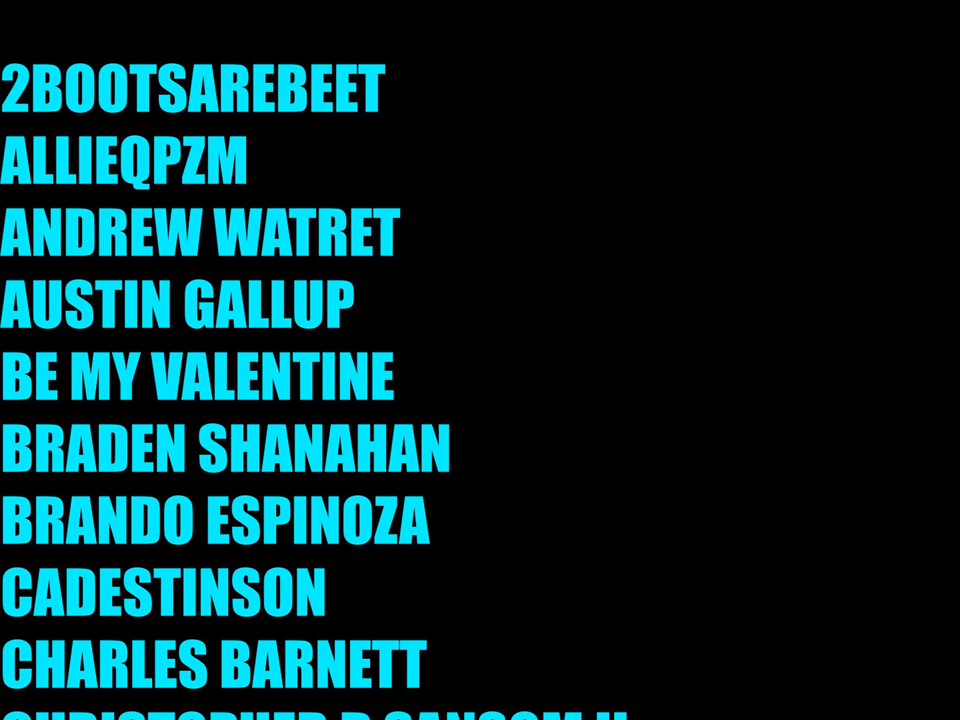 2BOOTSAREBEET
ALLIEQPZM
ANDREW WATRET
AUSTIN GALLUP
BE MY VALENTINE
BRADEN SHANAHAN
BRANDO ESPINOZA
CADESTINSON
CHARLES BARNETT